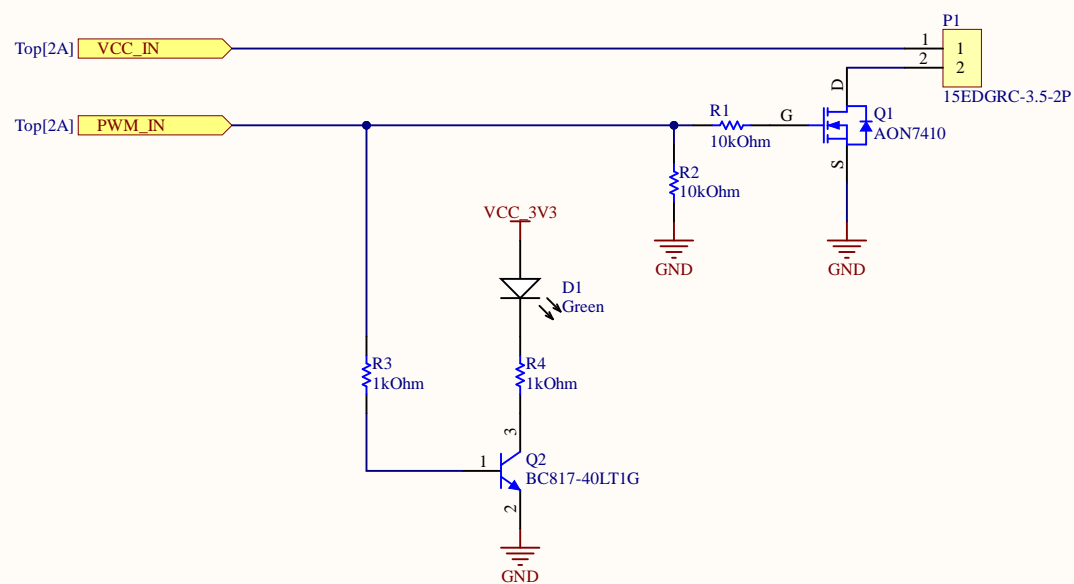 P1
Top[2A] VCC_IN
1 1
2 2
15EDGRC-3.5-2P
D
Top[2A] PWM_IN
R1
10kOhm
G
Q1
AON7410
S
R2
10kOhm
GND
GND
VCC_3V3
D1
Green
R3
1kOhm
R4
1kOhm
3
1
Q2
BC817-40LT1G
2
GND